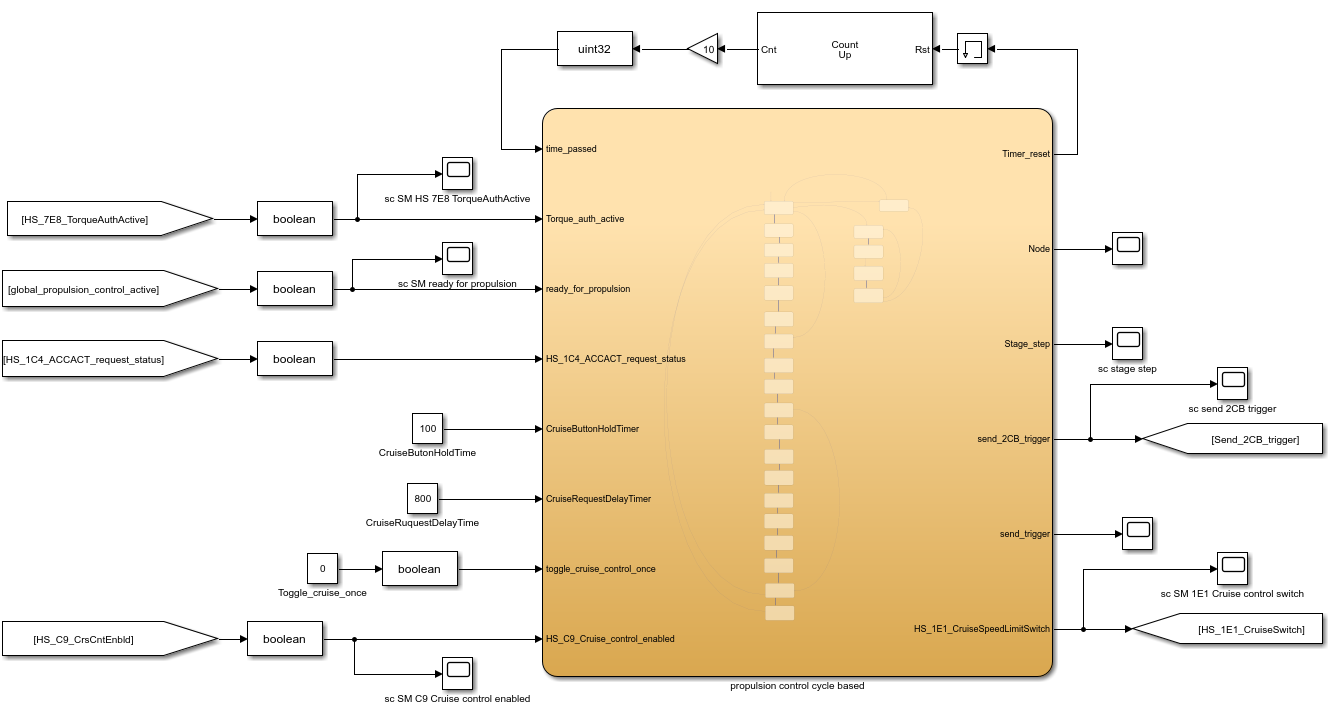 uint32
10
Cnt
Count
Up
Rst
time_passed
Timer_reset
sc SM HS 7E8 TorqueAuthActive
[HS_7E8_TorqueAuthActive]
boolean
Torque_auth_active
Node
sc SM ready for propulsion
[global_propulsion_control_active]
boolean
ready_for_propulsion
Stage_step
sc stage step
[HS_1C4_ACCACT_request_status]
boolean
HS_1C4_ACCACT_request_status
sc send 2CB trigger
100
CruiseButtonHoldTimer
CruiseButonHoldTime
send_2CB_trigger
[Send_2CB_trigger]
800
CruiseRequestDelayTimer
CruiseRuquestDelayTime
send_trigger
0
boolean
toggle_cruise_control_once
Toggle_cruise_once
sc SM 1E1 Cruise control switch
[HS_C9_CrsCntEnbld]
boolean
HS_C9_Cruise_control_enabled
HS_1E1_CruiseSpeedLimitSwitch
[HS_1E1_CruiseSwitch]
sc SM C9 Cruise control enabled
propulsion control cycle based